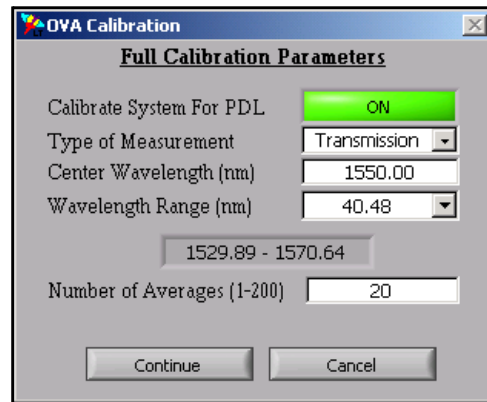 OVA Calibration
Full Calibration Parameters
Calibrate System For PDL ON
Type of Measurement Transmission
Center Wavelength (nm) 1550.00
Wavelength Range (nm) 40.48
1529.89 - 1570.64
Number of Averages (1-200) 20
Continue Cancel